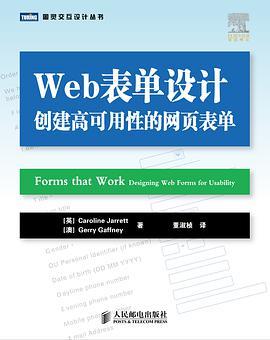 TURING 图灵交互设计丛书
Web表单设计
创建高可用性的网页表单
Forms that Work Designing Web Forms for Usability
[英] Caroline Jarrett
[澳] Gerry Gaffney
著
董淑桢 译
Gender
OU Personal identifier (if known)
Date of birth (DD MM YYYY)
Daytime phone number
Evening phone number
Mobile phone number
E-mail Address
人民邮电出版社
POSTS & TELECOM PRESS